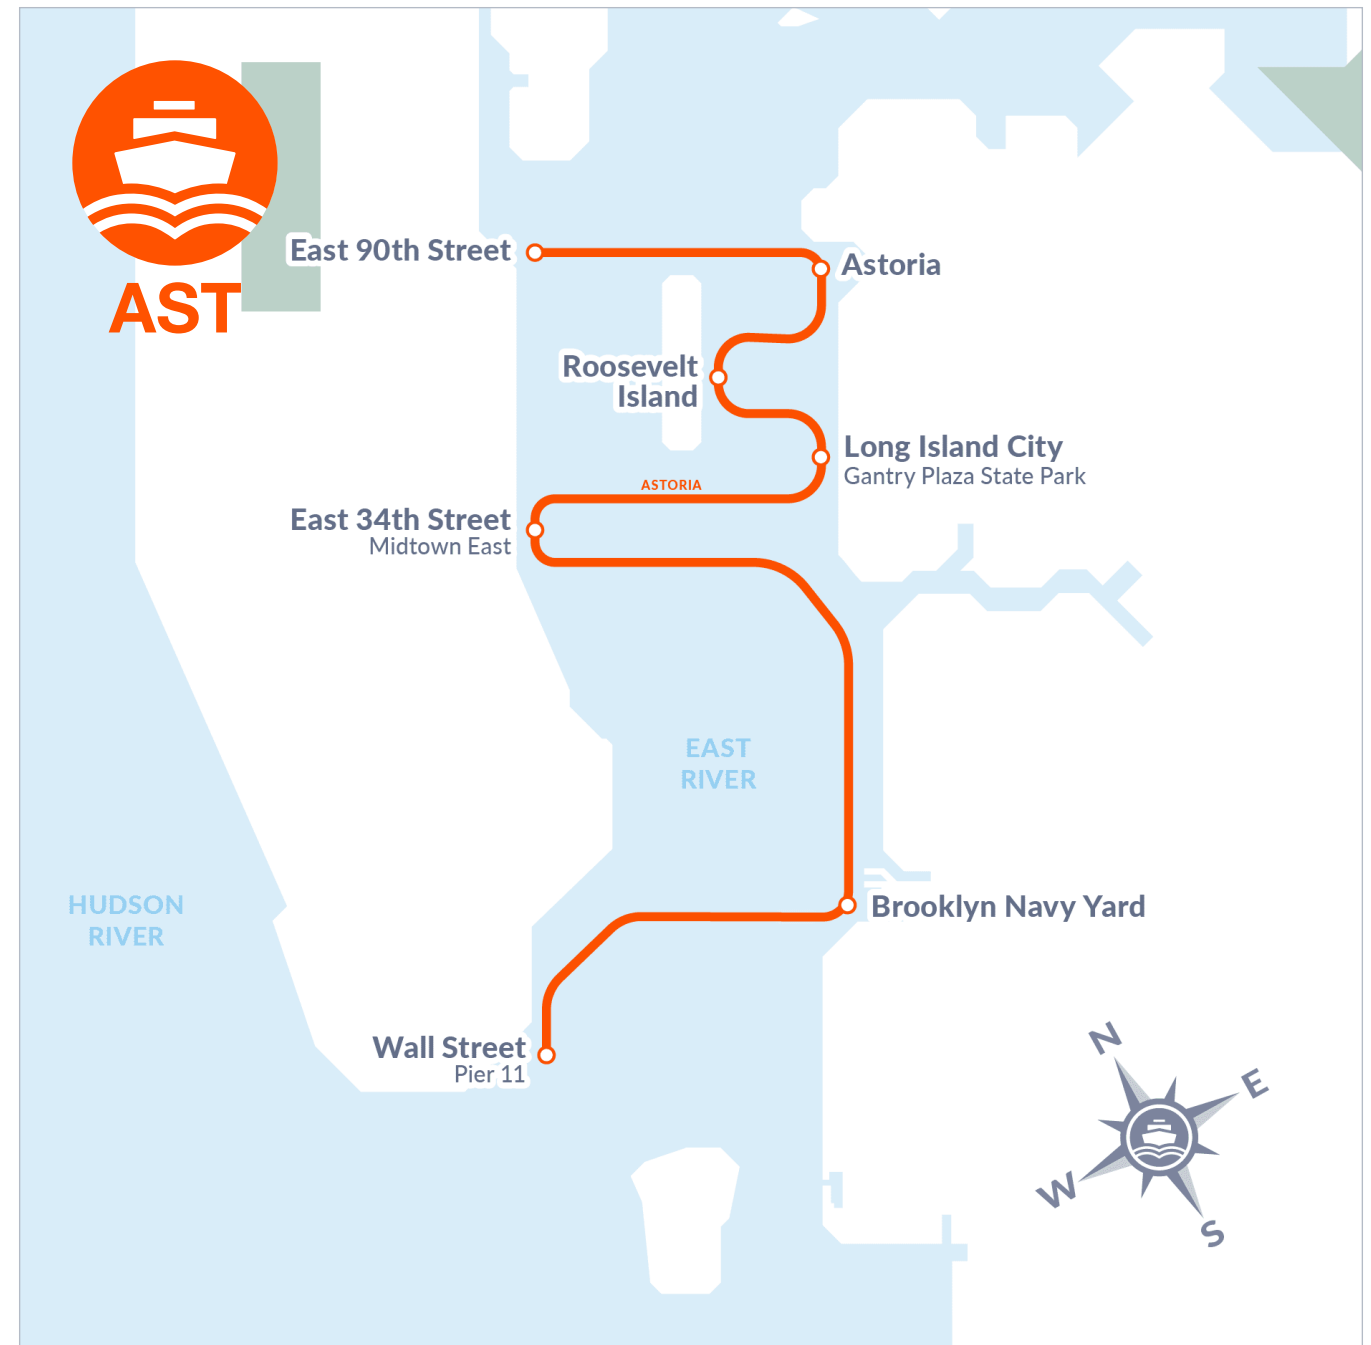 AST
East 90th Street
Astoria
Roosevelt
Island
Long Island City
Gantry Plaza State Park
ASTORIA
East 34th Street
Midtown East
EAST
RIVER
HUDSON
RIVER
Brooklyn Navy Yard
Wall Street
Pier 11
N
E
W
S